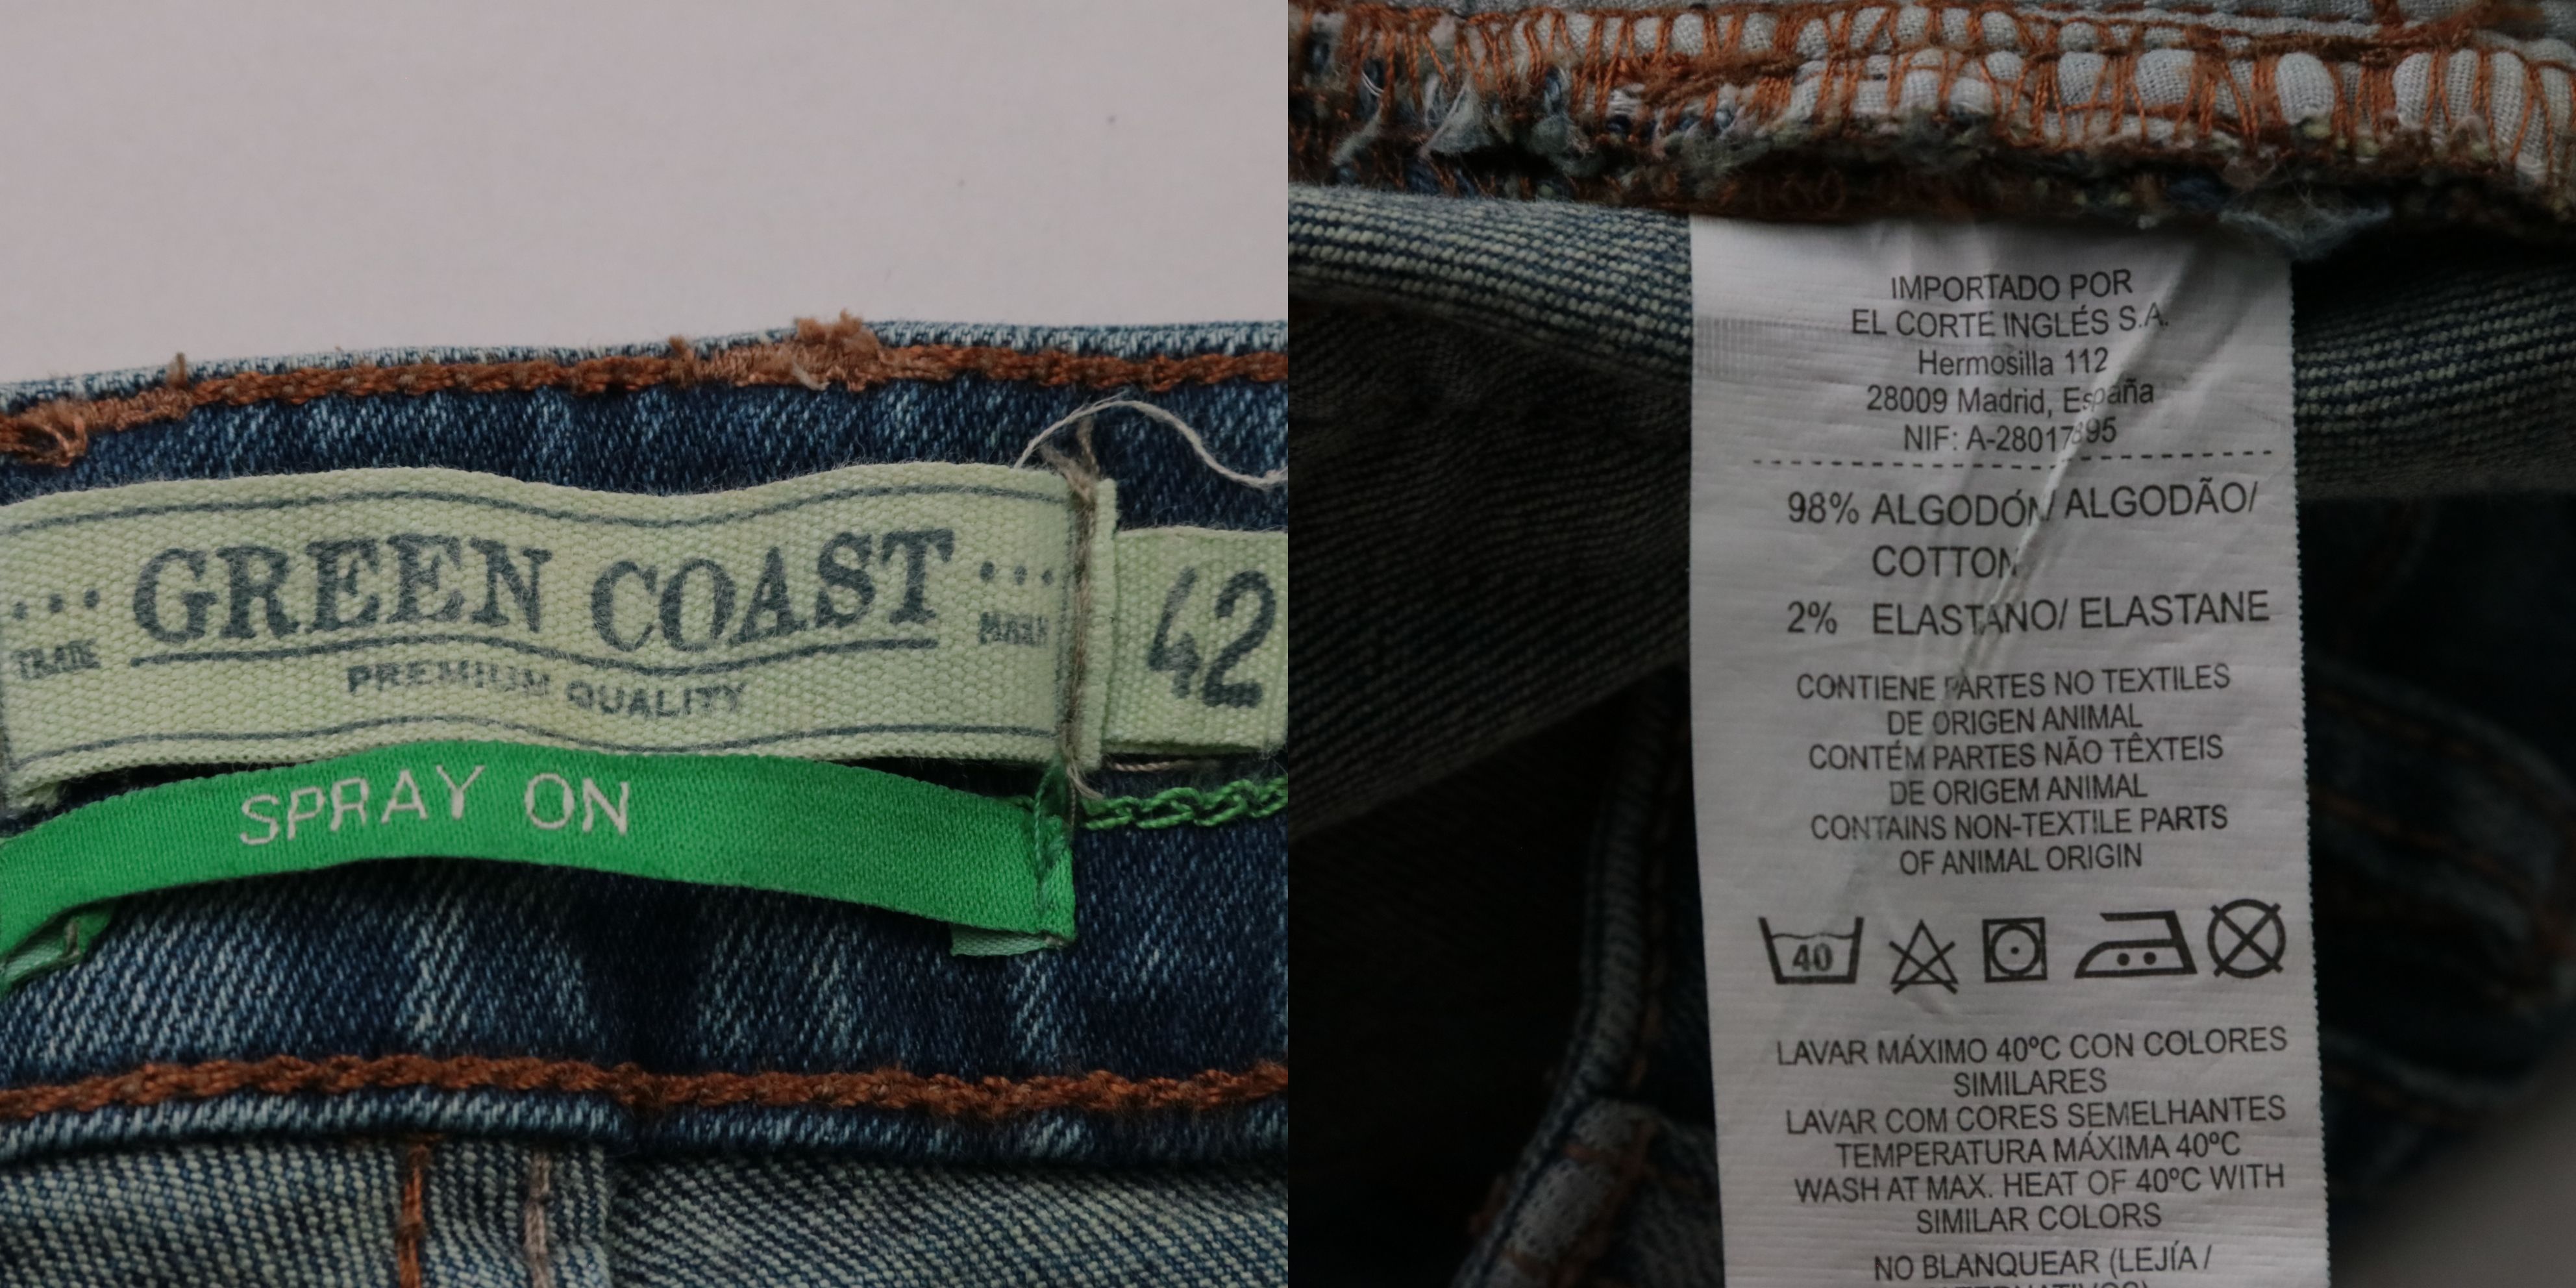 GREEN COAST
TRADE
MARK
PREMIUM QUALITY
42
SPRAY ON
IMPORTADO POR
EL CORTE INGLÉS S.A.
Hermosilla 112
28009 Madrid, España
NIF: A-28017895
98% ALGODÓN/ ALGODÃO/
COTTON
2% ELASTANO/ ELASTANE
CONTIENE PARTES NO TEXTILES
DE ORIGEN ANIMAL
CONTÉM PARTES NÃO TÊXTEIS
DE ORIGEM ANIMAL
CONTAINS NON-TEXTILE PARTS
OF ANIMAL ORIGIN
40
LAVAR MÁXIMO 40ºC CON COLORES
SIMILARES
LAVAR COM CORES SEMELHANTES
TEMPERATURA MÁXIMA 40ºC
WASH AT MAX. HEAT OF 40ºC WITH
SIMILAR COLORS
NO BLANQUEAR (LEJÍA /